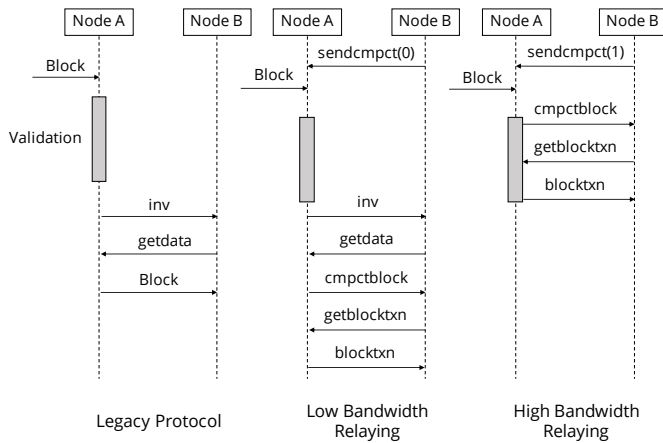 Node A
Node B
Block
Validation
inv
getdata
Block
Legacy Protocol
Node A
Node B
sendcmpct(0)
Block
inv
getdata
cmpctblock
getblocktxn
blocktxn
Low Bandwidth
Relaying
Node A
Node B
sendcmpct(1)
Block
cmpctblock
getblocktxn
blocktxn
High Bandwidth
Relaying